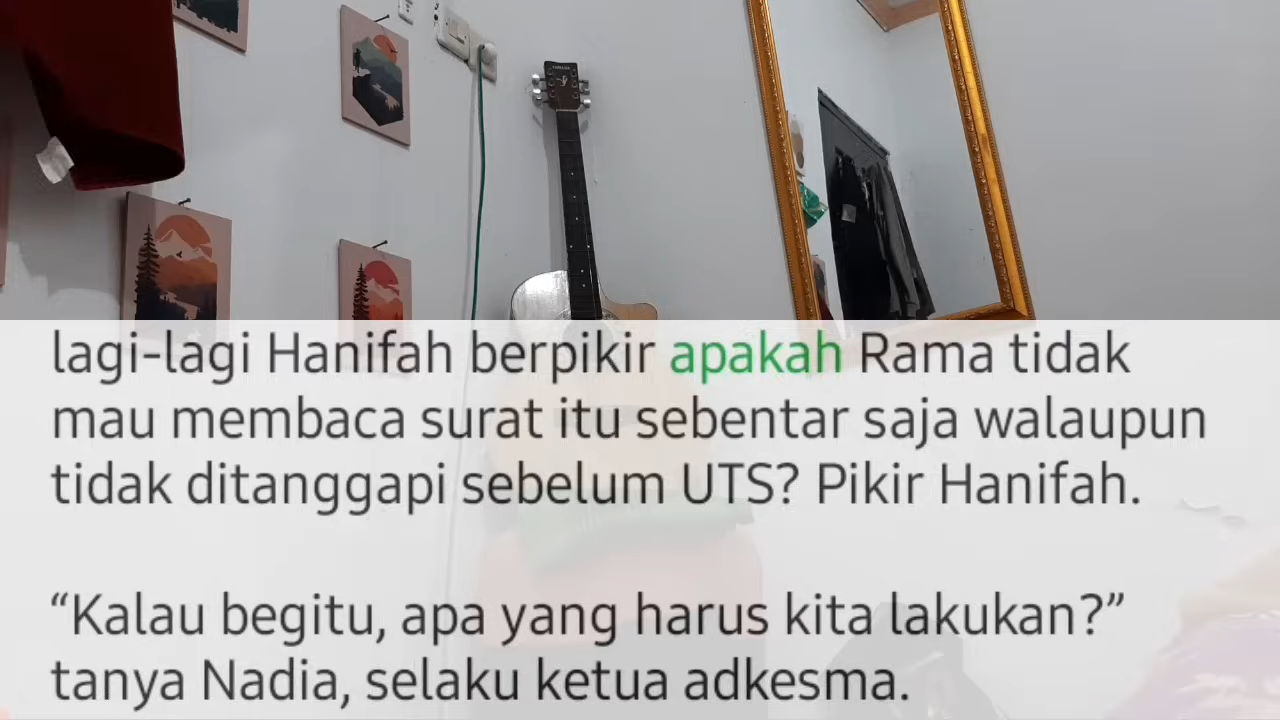 lagi-lagi Hanifah berpikir apakah Rama tidak
mau membaca surat itu sebentar saja walaupun
tidak ditanggapi sebelum UTS? Pikir Hanifah.
“Kalau begitu, apa yang harus kita lakukan?”
tanya Nadia, selaku ketua adkesma.